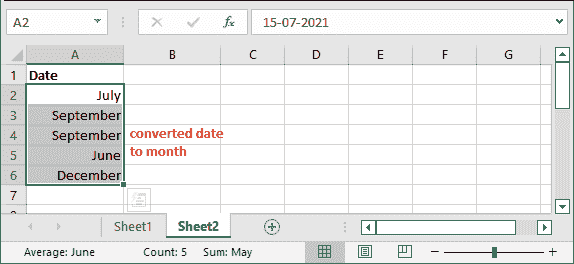 A2 fx 15-07-2021
A B C D E F G
1 Date
2 July
3 September
4 September converted date
5 June to month
6 December
7
Sheet1 Sheet2
Average: June Count: 5 Sum: May